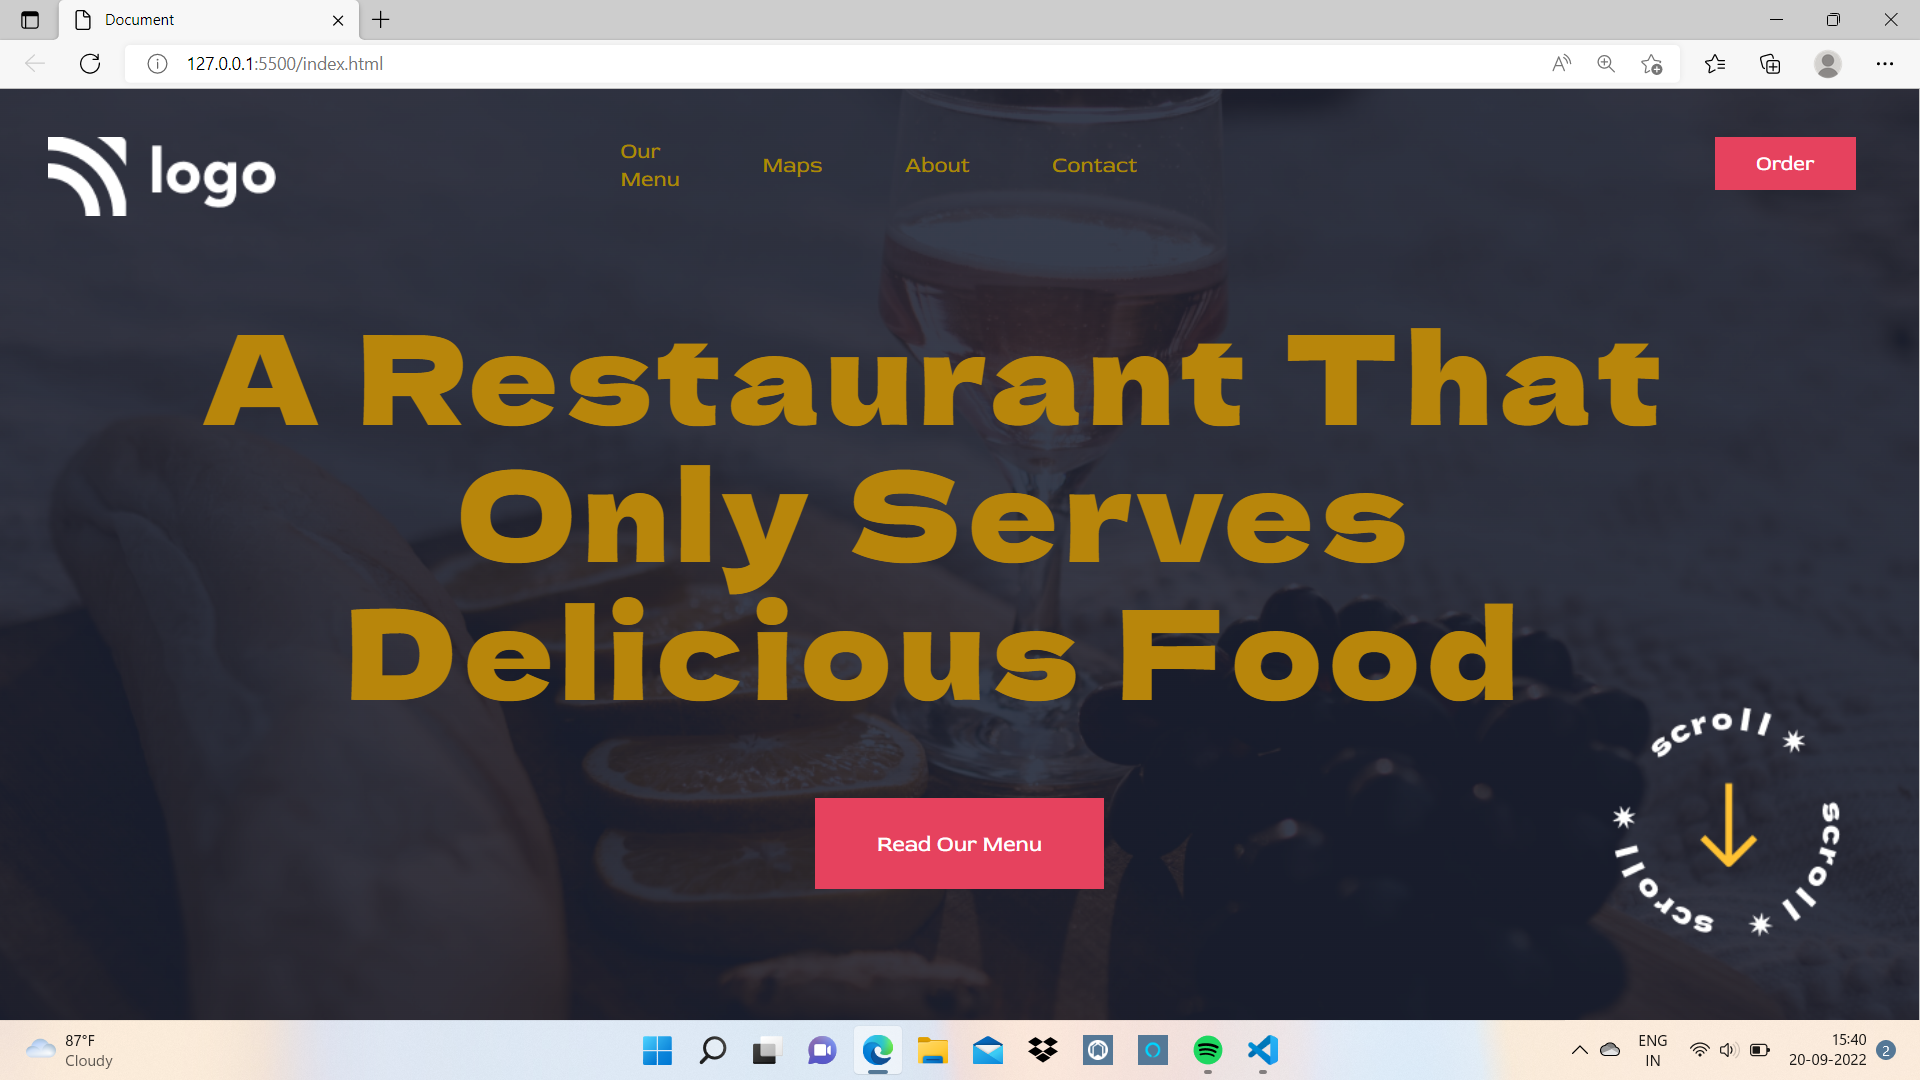 Document
127.0.0.1:5500/index.html
logo
Our
Menu
Maps
About
Contact
Order
A Restaurant That
Only Serves
Delicious Food
Read Our Menu
scroll
scroll
scroll
87°F
Cloudy
ENG
IN
15:40
20-09-2022
2